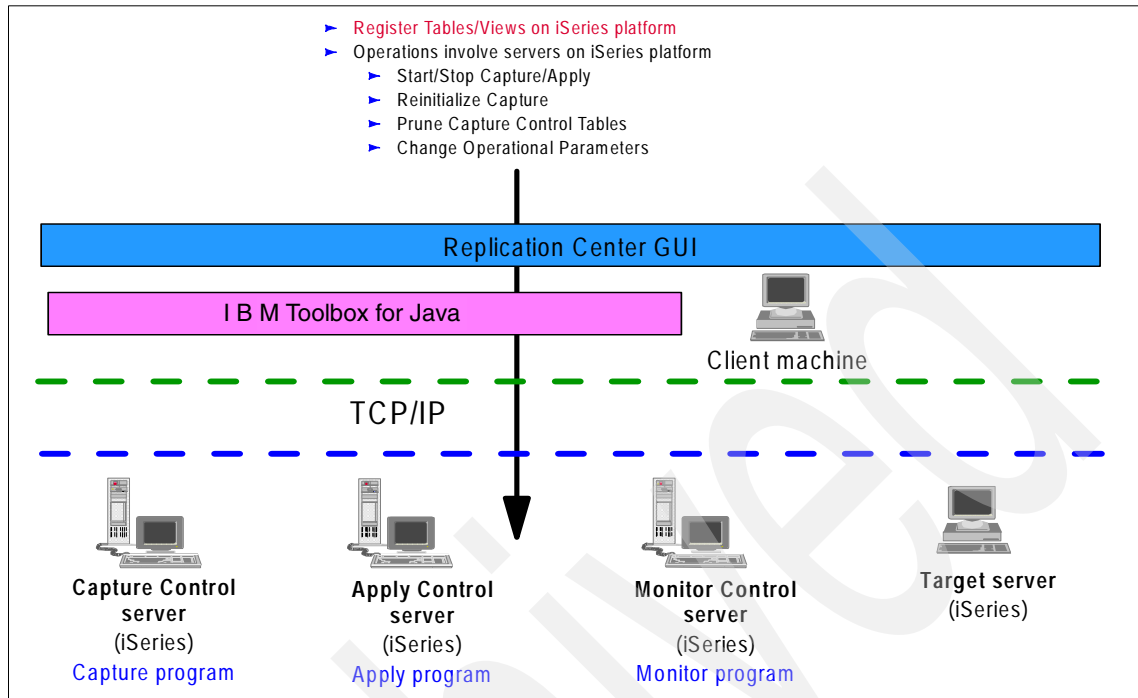 Register Tables/Views on iSeries platform
Operations involve servers on iSeries platform
Start/Stop Capture/Apply
Reinitialize Capture
Prune Capture Control Tables
Change Operational Parameters
Replication Center GUI
I B M Toolbox for Java
Client machine
TCP/IP
Capture Control
server
(iSeries)
Capture program
Apply Control
server
(iSeries)
Apply program
Monitor Control
server
(iSeries)
Monitor program
Target server
(iSeries)